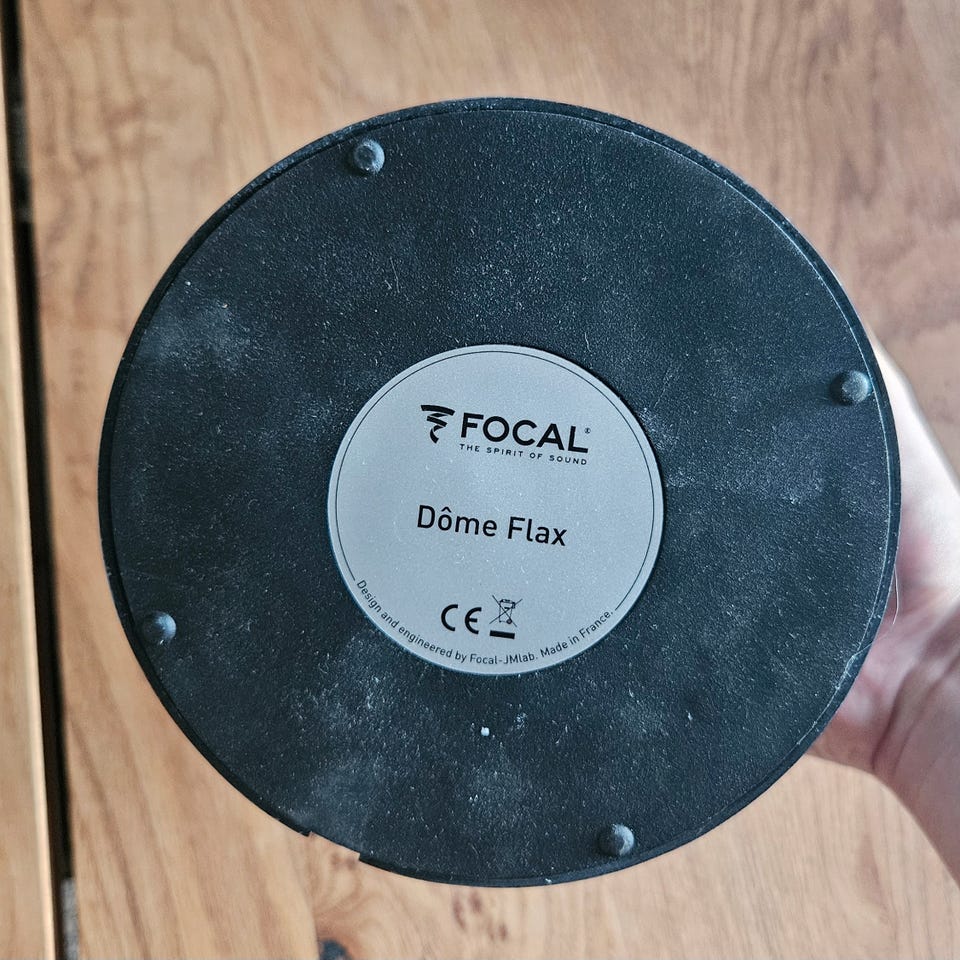 FOCAL®
THE SPIRIT OF SOUND
Dôme Flax
CE
Design and engineered by Focal-JMlab. Made in France.